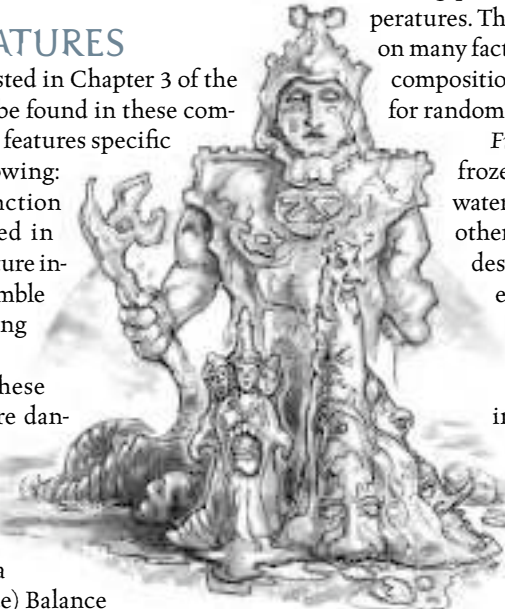 ATURES
sted in Chapter 3 of the
be found in these com-
features specific
owing:
nction
ed in
ure in-
mble
ng
hese
re dan-
a
e) Balance
peratures. Th
on many fact
compositio
for random
Fr
froze
water
other
des
e
in